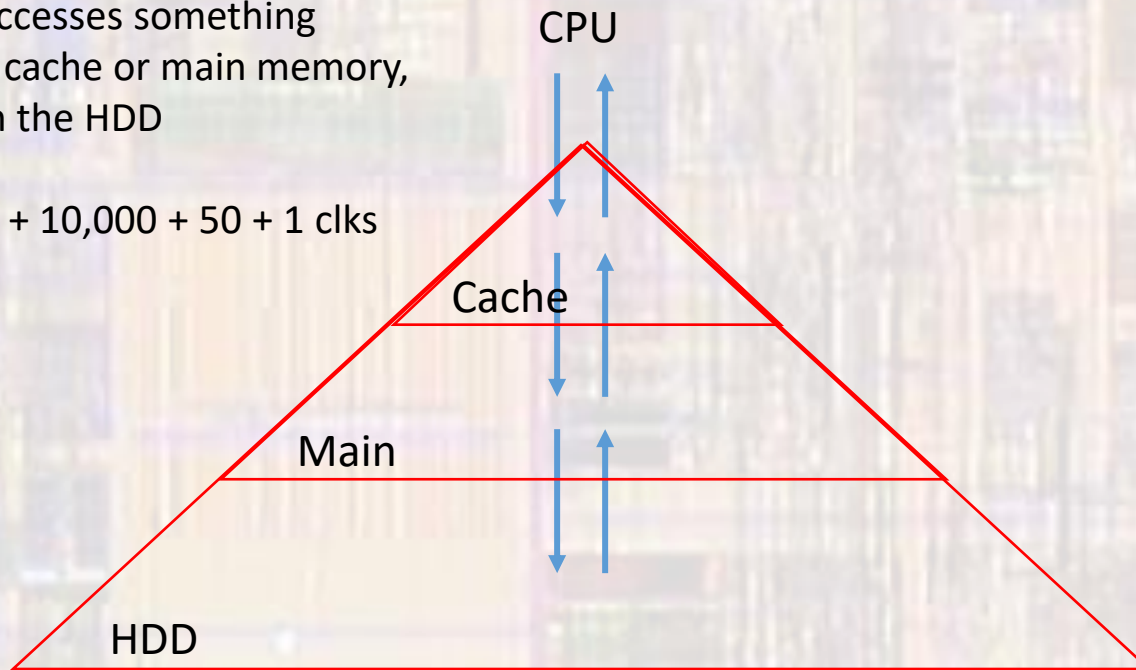 ccesses something
CPU
cache or main memory,
the HDD
+ 10,000 + 50 + 1 clks
Cache
Main
HDD